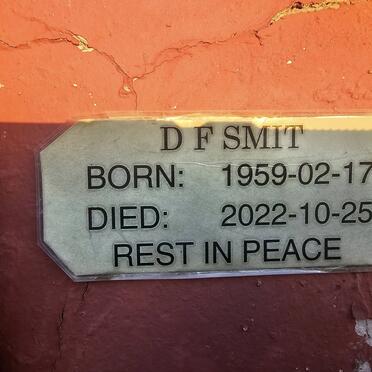 D F SMIT
BORN: 1959-02-17
DIED: 2022-10-25
REST IN PEACE